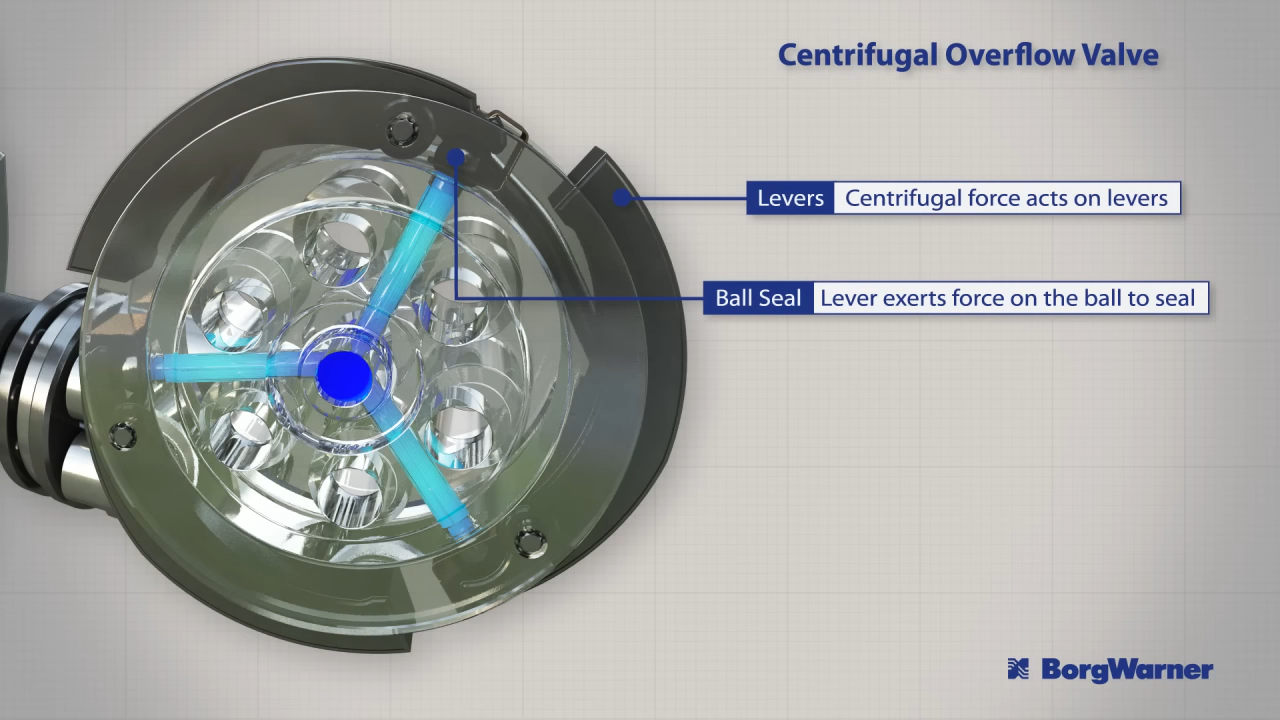 Centrifugal Overflow Valve
Levers Centrifugal force acts on levers
Ball Seal Lever exerts force on the ball to seal
BorgWarner